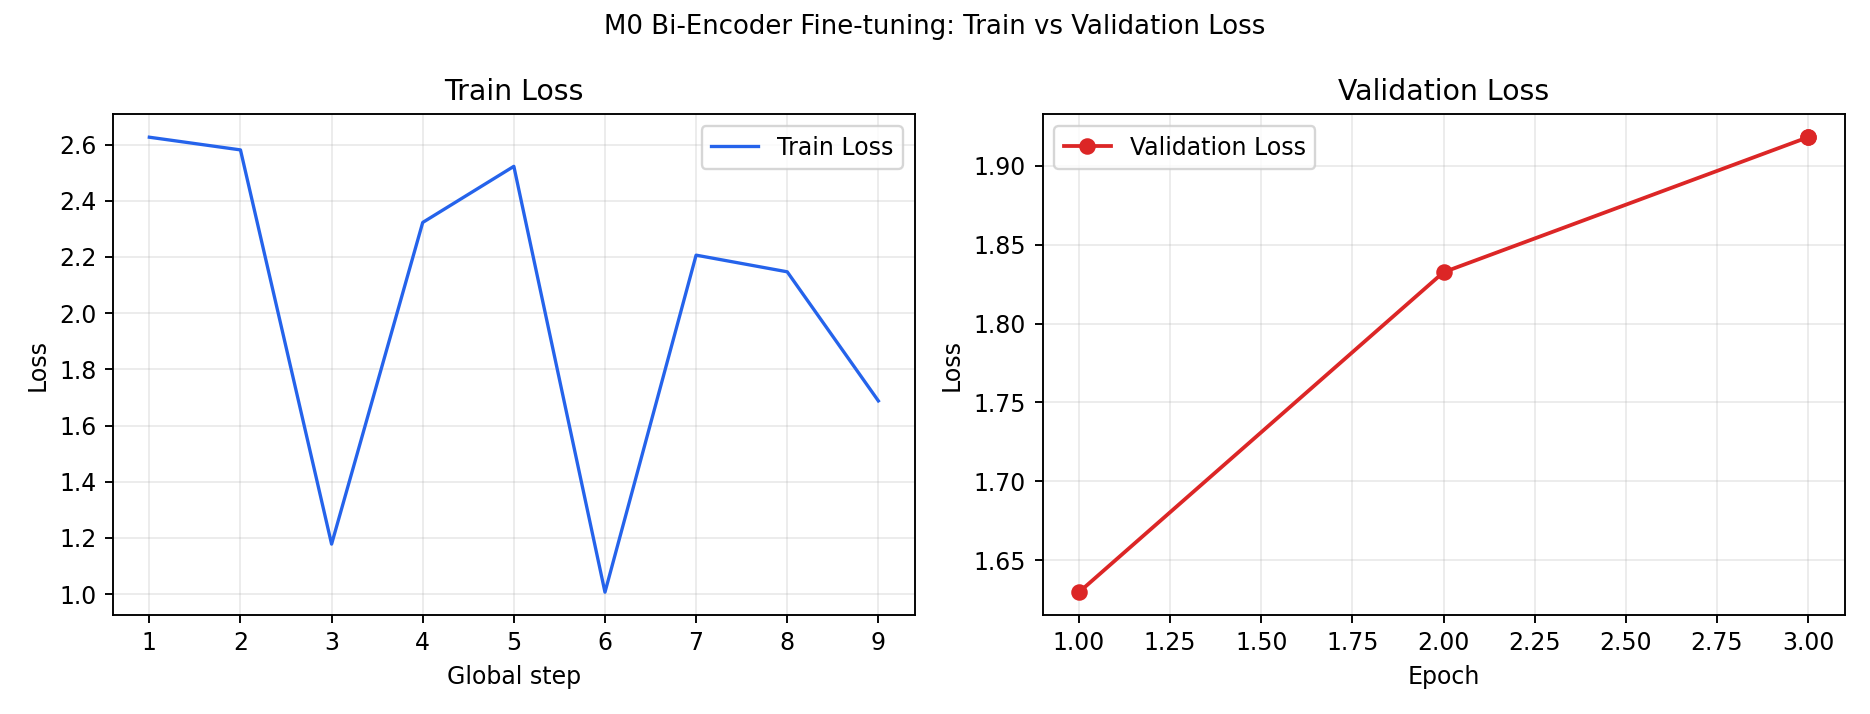 M0 Bi-Encoder Fine-tuning: Train vs Validation Loss
Train Loss
Train Loss
2.6
2.4
2.2
2.0
1.8
1.6
1.4
1.2
1.0
Loss
1 2 3 4 5 6 7 8 9
Global step
Validation Loss
Validation Loss
1.90
1.85
1.80
1.75
1.70
1.65
Loss
1.00 1.25 1.50 1.75 2.00 2.25 2.50 2.75 3.00
Epoch